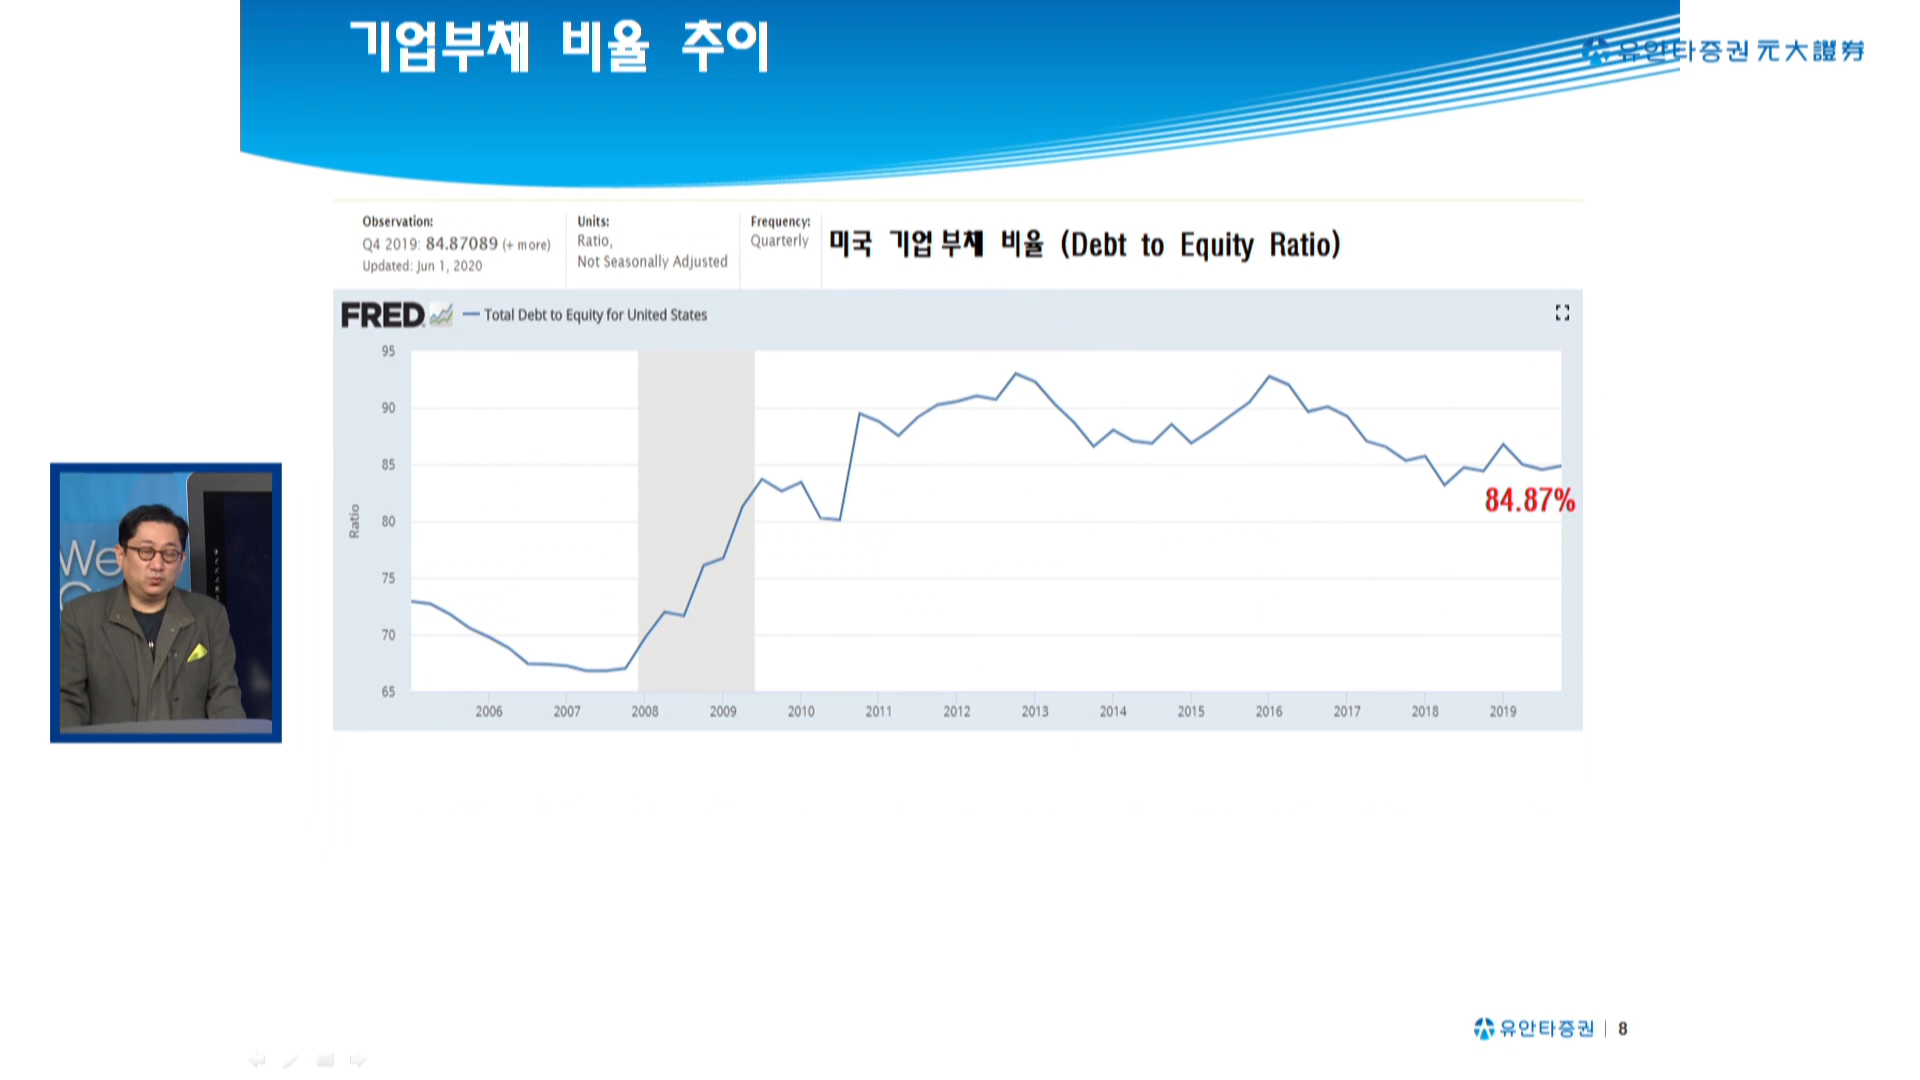 기업부채 비율 추이
유안타증권 元大證券
Observation:
Q4 2019: 84.87089 (+ more)
Updated: Jun 1, 2020
Units:
Ratio,
Not Seasonally Adjusted
Frequency:
Quarterly
미국 기업 부채 비율 (Debt to Equity Ratio)
FRED
Total Debt to Equity for United States
95
90
85
80
75
70
65
Ratio
84.87%
2006 2007 2008 2009 2010 2011 2012 2013 2014 2015 2016 2017 2018 2019
We
유안타증권 | 8